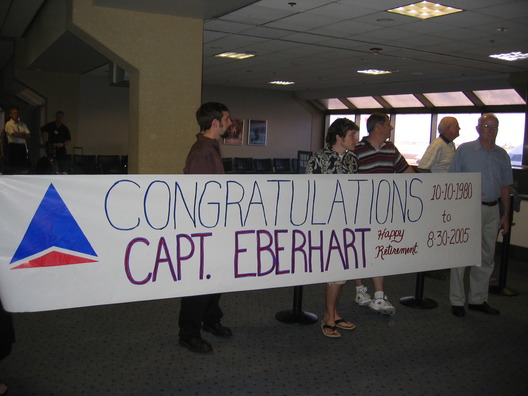 CONGRATULATIONS
CAPT. EBERHART
Happy
Retirement
10-10-1980
to
8-30-2005